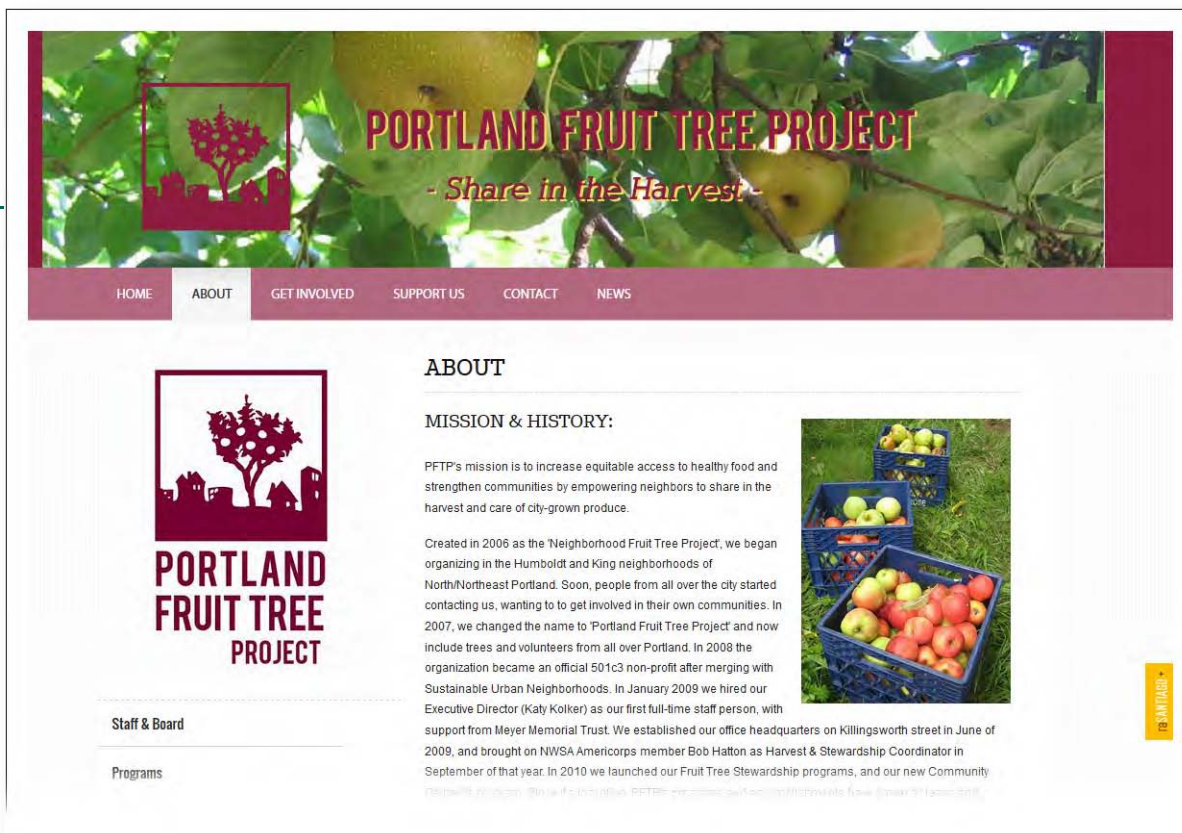 PORTLAND FRUIT TREE PROJECT
- Share in the Harvest -
HOME ABOUT GET INVOLVED SUPPORT US CONTACT NEWS
PORTLAND
FRUIT TREE
PROJECT
Staff & Board
Programs
ABOUT
MISSION & HISTORY:
PFTP's mission is to increase equitable access to healthy food and
strengthen communities by empowering neighbors to share in the
harvest and care of city-grown produce.
Created in 2006 as the 'Neighborhood Fruit Tree Project', we began
organizing in the Humboldt and King neighborhoods of
North/Northeast Portland. Soon, people from all over the city started
contacting us, wanting to to get involved in their own communities. In
2007, we changed the name to 'Portland Fruit Tree Project' and now
include trees and volunteers from all over Portland. In 2008 the
organization became an official 501c3 non-profit after merging with
Sustainable Urban Neighborhoods. In January 2009 we hired our
Executive Director (Katy Kolker) as our first full-time staff person, with
support from Meyer Memorial Trust. We established our office headquarters on Killingsworth street in June of
2009, and brought on NWSA Americorps member Bob Hatton as Harvest & Stewardship Coordinator in
September of that year. In 2010 we launched our Fruit Tree Stewardship programs, and our new Community
raSANTIAGO +